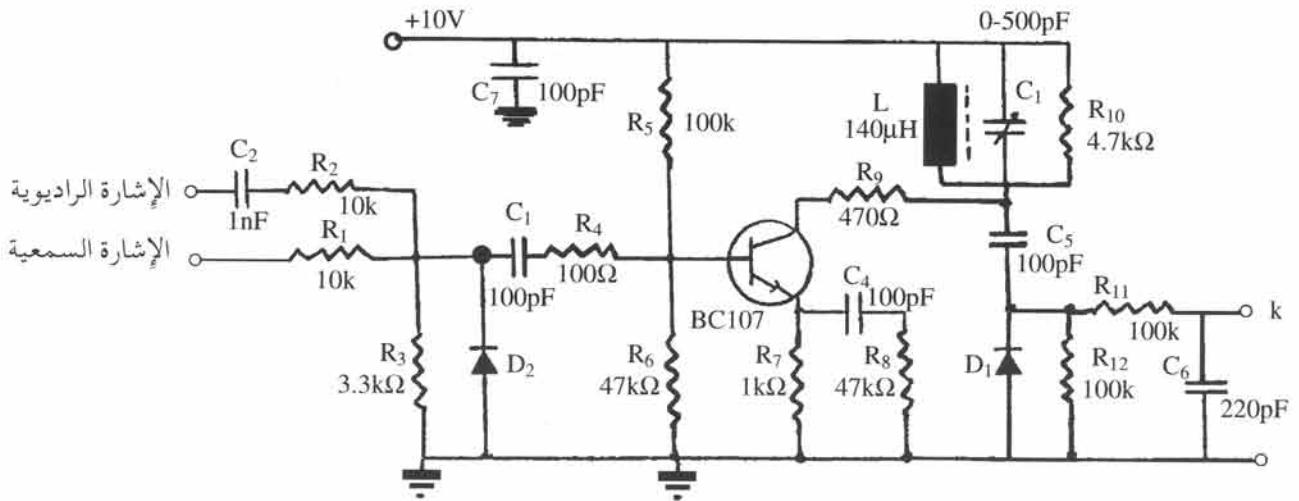 +10V
0-500pF
C7
100pF
R5
100k
L
140μH
C1
R10
4.7kΩ
C2
R2
الإشارة الراديوية
1nF
10k
R9
470Ω
C1
R4
R1
الإشارة السمعية
10k
100pF
100Ω
C5
100pF
C4
100pF
BC107
R11
100k
k
R3
3.3kΩ
D2
R6
47kΩ
R7
1kΩ
R8
47kΩ
D1
R12
100k
C6
220pF